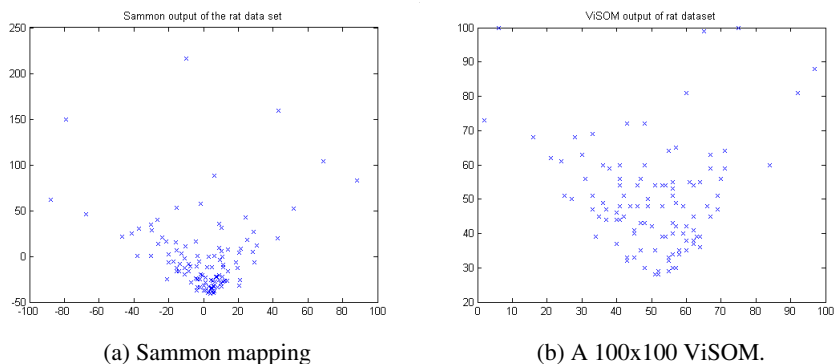 Sammon output of the rat data set
250
200
150
100
50
0
-50
-100 -80 -60 -40 -20 0 20 40 60 80 100
(a) Sammon mapping
ViSOM output of rat dataset
100
90
80
70
60
50
40
30
20
0 10 20 30 40 50 60 70 80 90 100
(b) A 100x100 ViSOM.